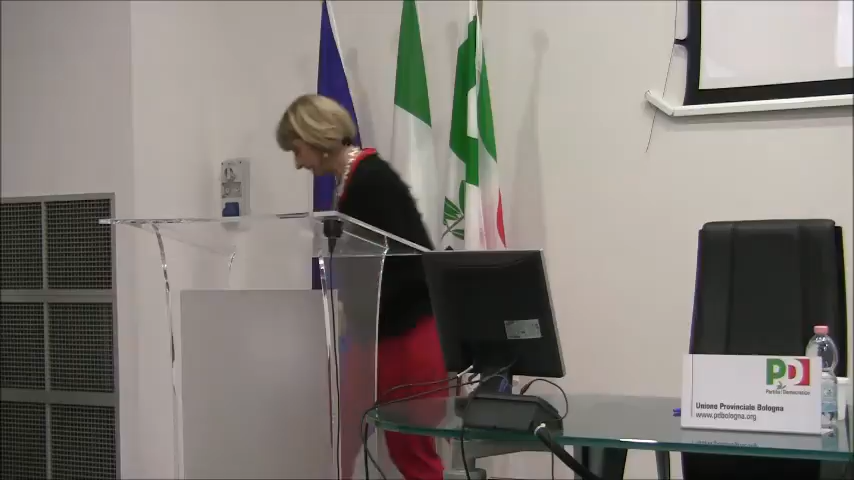 PD
Partito Democratico
Unione Provinciale Bologna
www.pdbologna.org